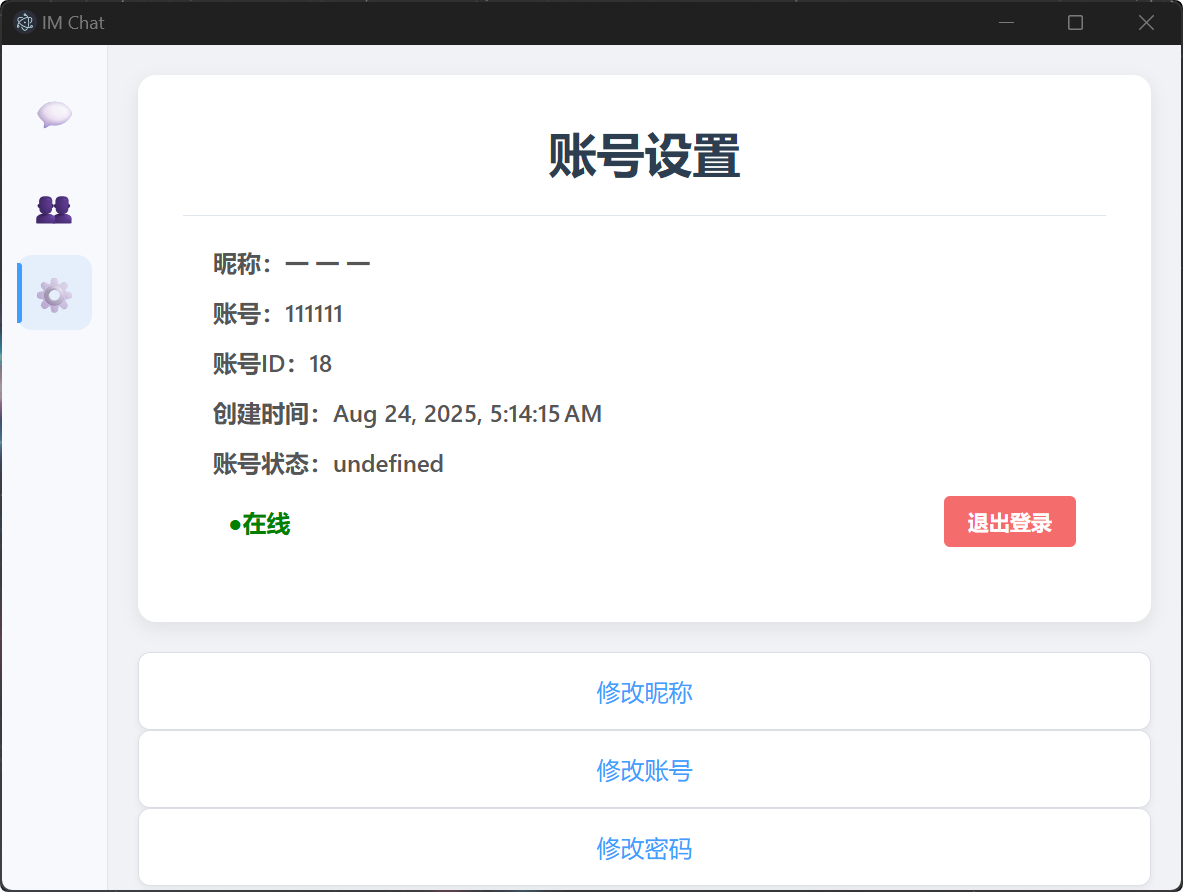 IM Chat
账号设置
昵称：一 一 一
账号：111111
账号ID：18
创建时间：Aug 24, 2025, 5:14:15 AM
账号状态：undefined
●在线
退出登录
修改昵称
修改账号
修改密码